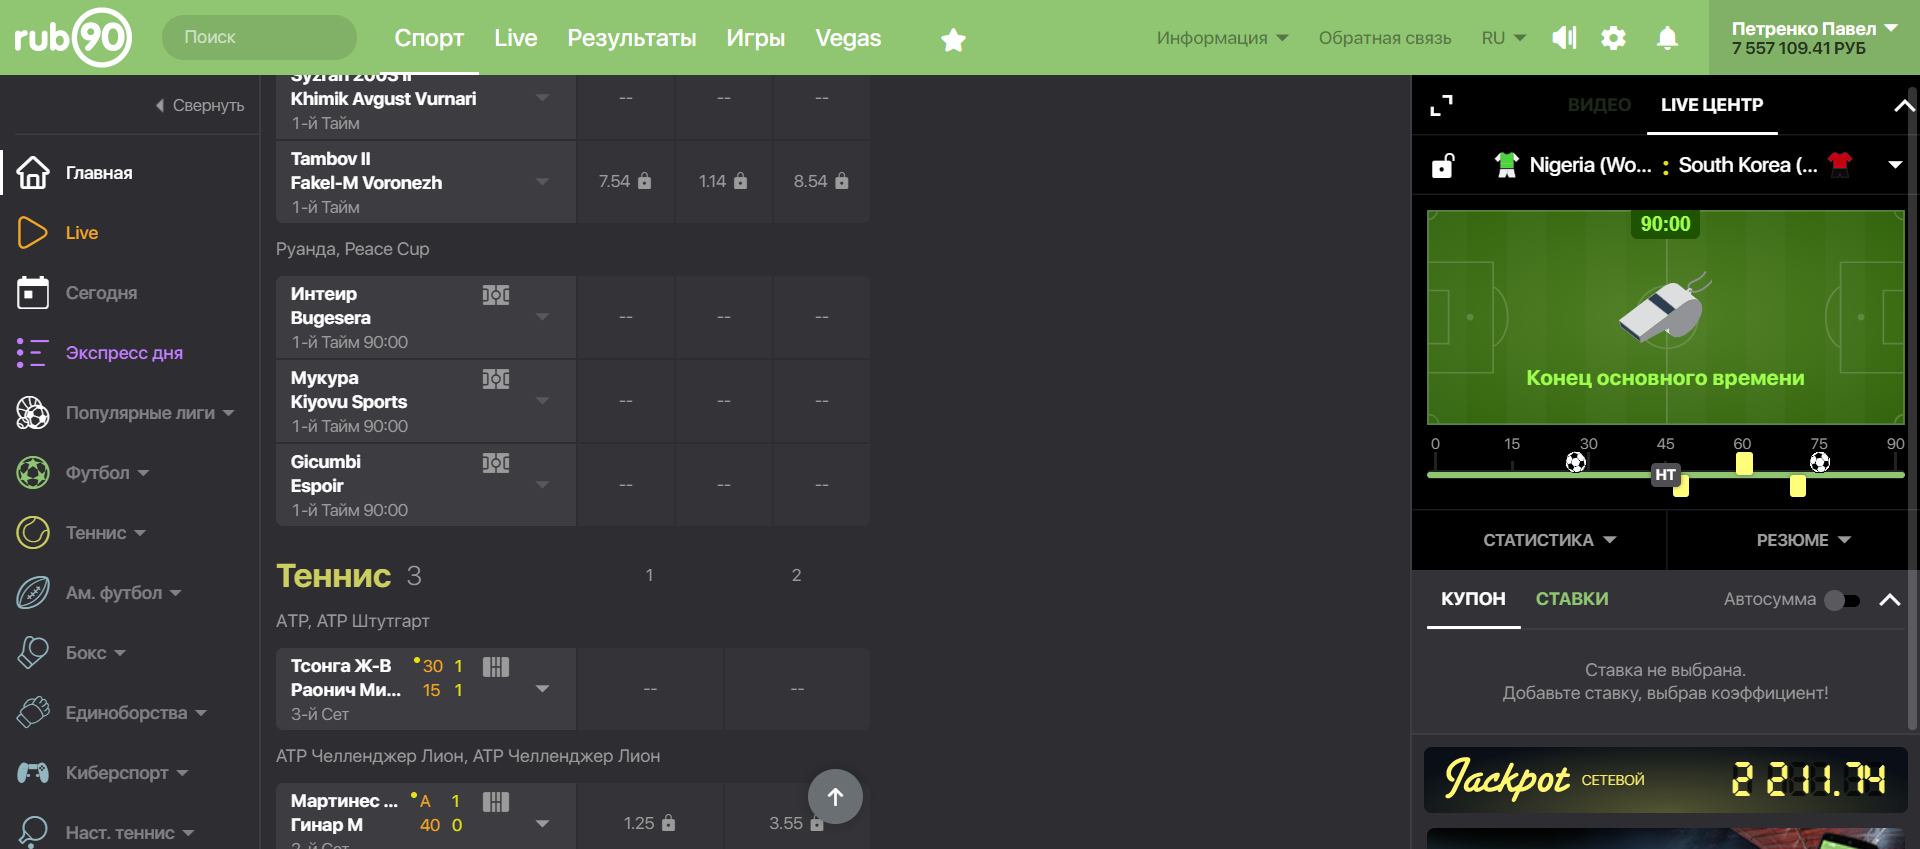 rub90
Поиск
Спорт
Live
Результаты
Игры
Vegas
Информация
Обратная связь
RU
Петренко Павел
7 557 109.41 РУБ
Свернуть
Главная
Live
Сегодня
Экспресс дня
Популярные лиги
Футбол
Теннис
Ам. футбол
Бокс
Единоборства
Киберспорт
Наст. теннис
Syzran 2003 II
Khimik Avgust Vurnari
1-й Тайм
-- -- --
Tambov II
Fakel-M Voronezh
1-й Тайм
7.54 1.14 8.54
Руанда, Peace Cup
Интеир
Bugesera
1-й Тайм 90:00
-- -- --
Мукура
Kiyovu Sports
1-й Тайм 90:00
-- -- --
Gicumbi
Espoir
1-й Тайм 90:00
-- -- --
Теннис 3 1 2
ATP, ATP Штутгарт
Тсонга Ж-В 30 1
Раонич Ми... 15 1
3-й Сет
-- --
ATP Челленджер Лион, ATP Челленджер Лион
Мартинес ... A 1
Гинар М 40 0
1.25 3.55
ВИДЕО
LIVE ЦЕНТР
Nigeria (Wo... : South Korea (...
90:00
Конец основного времени
0 15 30 45 60 75 90
HT
СТАТИСТИКА
РЕЗЮМЕ
КУПОН
СТАВКИ
Автосумма
Ставка не выбрана.
Добавьте ставку, выбрав коэффициент!
Jackpot СЕТЕВОЙ 2 211.74